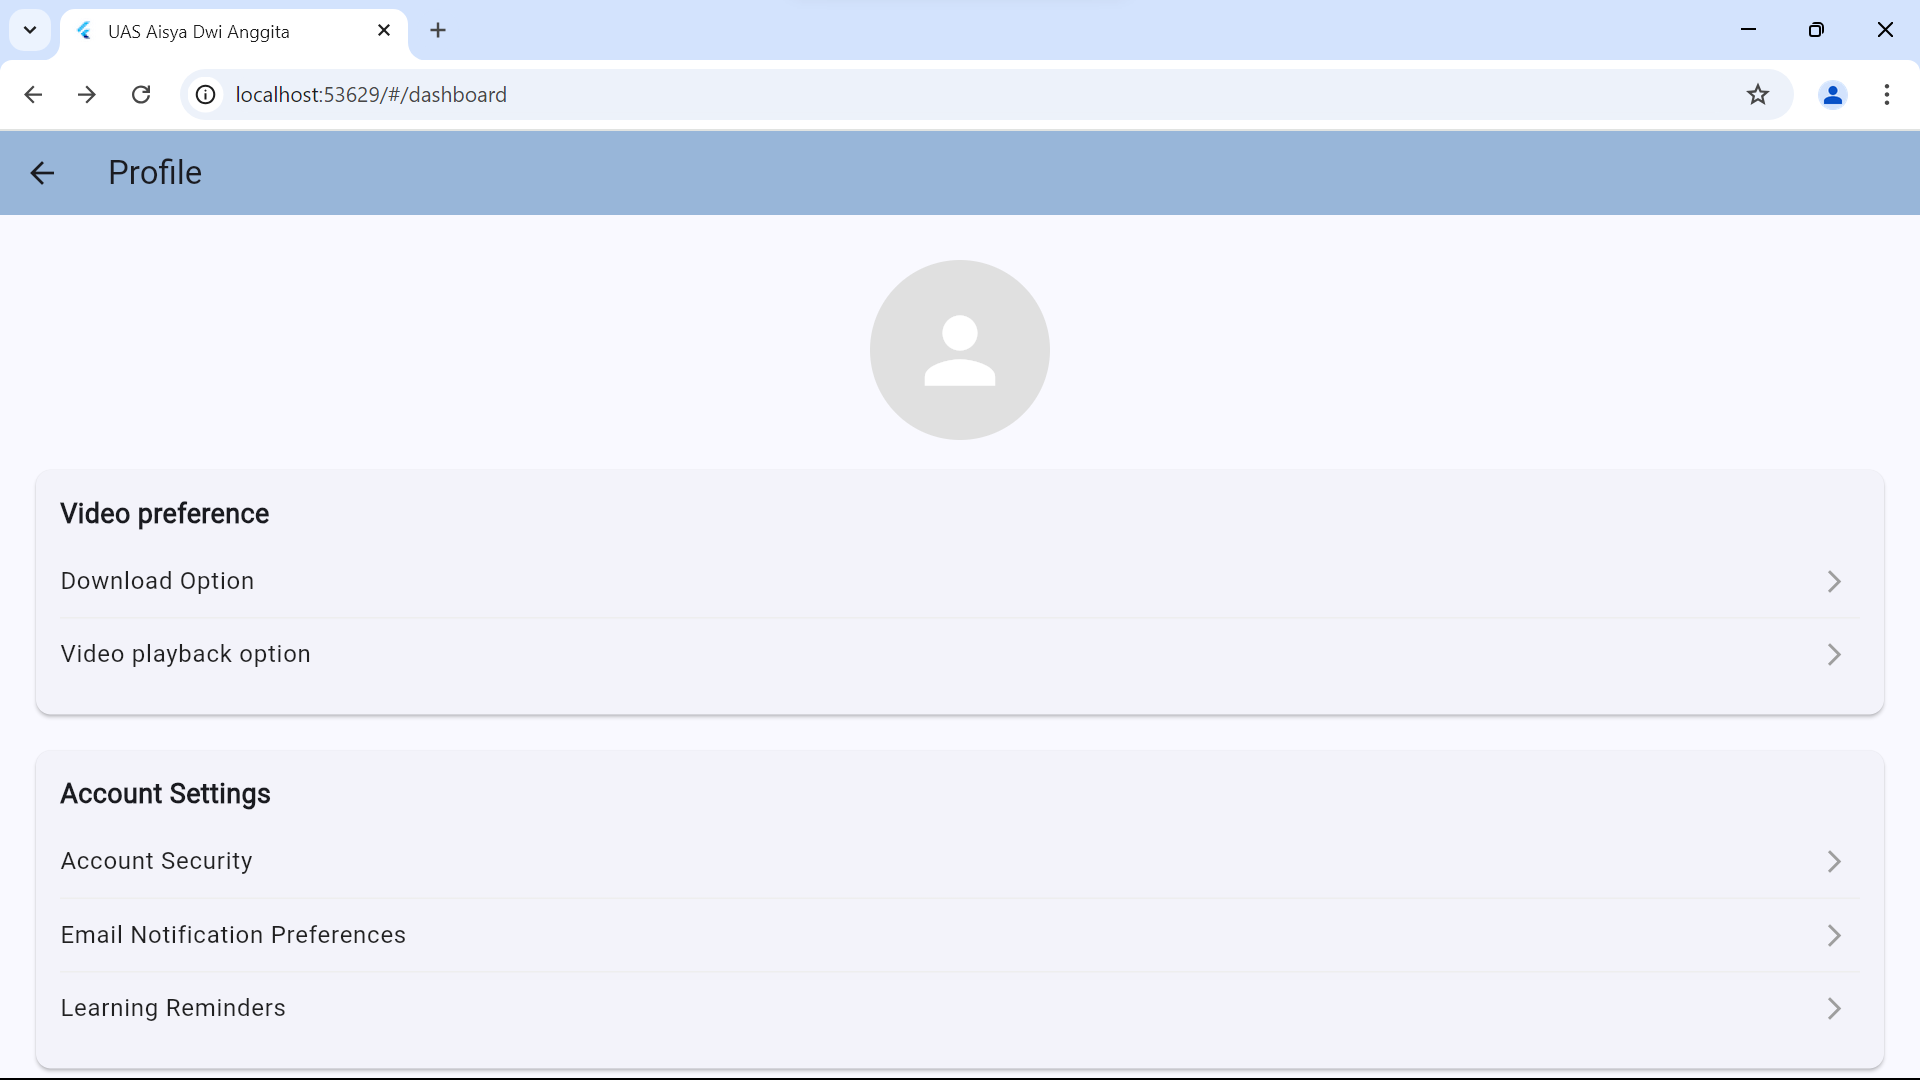 UAS Aisya Dwi Anggita
localhost:53629/#/dashboard
Profile
Video preference
Download Option
Video playback option
Account Settings
Account Security
Email Notification Preferences
Learning Reminders